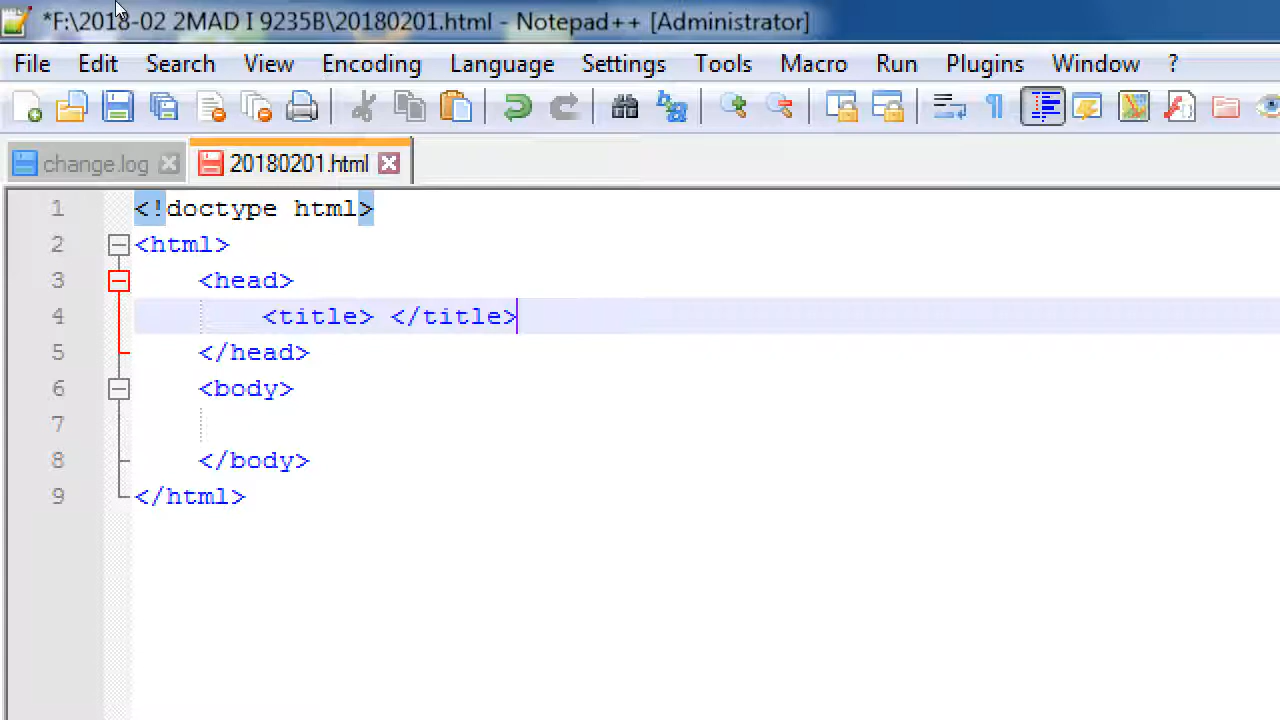 *F:\2018-02 2MAD I 9235B\20180201.html - Notepad++ [Administrator]
File Edit Search View Encoding Language Settings Tools Macro Run Plugins Window ?
change.log 20180201.html
1 <!doctype html>
2 <html>
3 <head>
4 <title> </title>
5 </head>
6 <body>
7
8 </body>
9 </html>